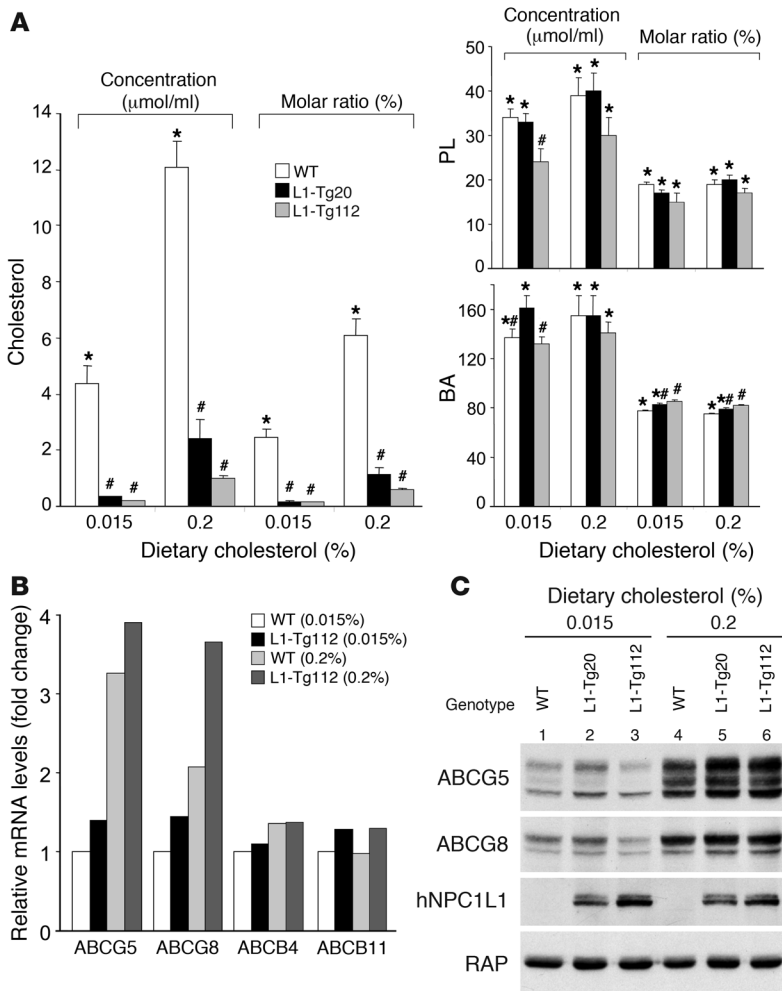 A
Concentration
(μmol/ml)
Molar ratio (%)
WT
L1-Tg20
L1-Tg112
Cholesterol
14
12
10
8
6
4
2
0
* # # * # # * # # * # #
0.015 0.2 0.015 0.2
Dietary cholesterol (%)
Concentration
(μmol/ml)
Molar ratio (%)
PL
50
40
30
20
10
0
* * # * * * * * * * * *
BA
160
120
80
40
0
*# * # * * * * *# # * *# #
0.015 0.2 0.015 0.2
Dietary cholesterol (%)
B
Relative mRNA levels (fold change)
4
3
2
1
0
WT (0.015%)
L1-Tg112 (0.015%)
WT (0.2%)
L1-Tg112 (0.2%)
ABCG5 ABCG8 ABCB4 ABCB11
C
Dietary cholesterol (%)
0.015 0.2
Genotype WT L1-Tg20 L1-Tg112 WT L1-Tg20 L1-Tg112
1 2 3 4 5 6
ABCG5
ABCG8
hNPC1L1
RAP